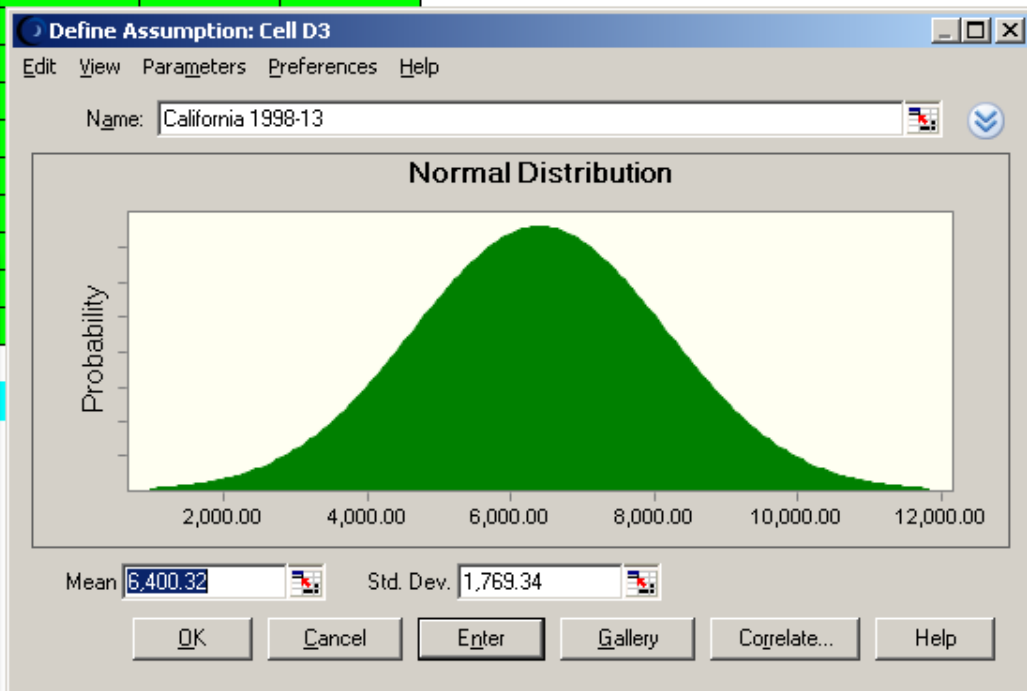 Define Assumption: Cell D3
Edit View Parameters Preferences Help
Name: California 1998-13
Normal Distribution
Probability
2,000.00 4,000.00 6,000.00 8,000.00 10,000.00 12,000.00
Mean 6,400.32 Std. Dev. 1,769.34
OK Cancel Enter Gallery Correlate... Help